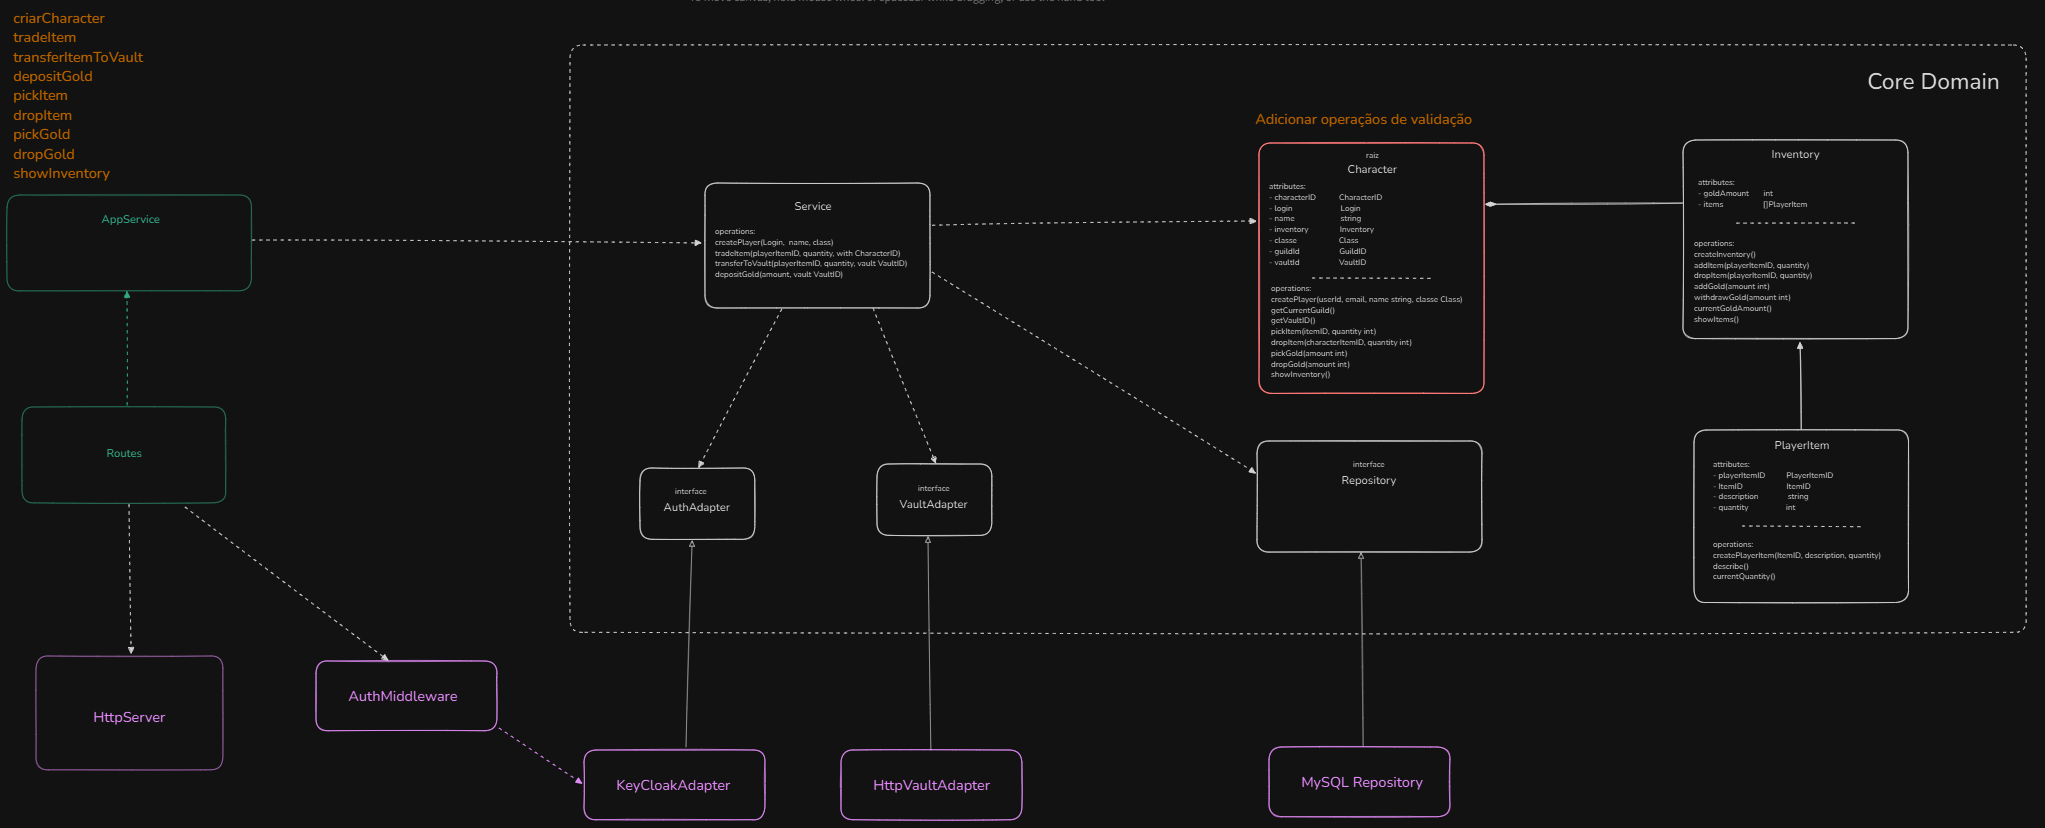 criarCharacter
tradeItem
transferItemToVault
depositGold
pickItem
dropItem
pickGold
dropGold
showInventory
AppService
Routes
HttpServer
AuthMiddleware
Core Domain
Service
operations:
createPlayer(Login, name, class)
tradeItem(playerItemID, quantity, with CharacterID)
transferToVault(playerItemID, quantity, vault VaultID)
depositGold(amount, vault VaultID)
Adicionar operaçãos de validação
raiz
Character
attributes:
- characterID CharacterID
- login Login
- name string
- inventory Inventory
- classe Class
- guildId GuildID
- vaultId VaultID
operations:
createPlayer(userId, email, name string, classe Class)
getCurrentGuild()
getVaultID()
pickItem(itemID, quantity int)
dropItem(characterItemID, quantity int)
pickGold(amount int)
dropGold(amount int)
showInventory()
Inventory
attributes:
- goldAmount int
- items []PlayerItem
operations:
createInventory()
addItem(playerItemID, quantity)
dropItem(playerItemID, quantity)
addGold(amount int)
withdrawGold(amount int)
currentGoldAmount()
showItems()
interface
AuthAdapter
interface
VaultAdapter
interface
Repository
PlayerItem
attributes:
- playerItemID PlayerItemID
- ItemID ItemID
- description string
- quantity int
operations:
createPlayerItem(ItemID, description, quantity)
describe()
currentQuantity()
KeyCloakAdapter
HttpVaultAdapter
MySQL Repository